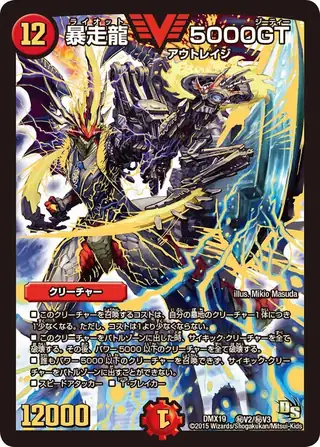 12
ライオット
暴走龍
ジーティー
5000GT
アウトレイジ
クリーチャー
illus. Mikio Masuda
■このクリーチャーを召喚するコストは、自分の墓地のクリーチャー1体につき
1少なくなる。ただし、コストは1より少なくならない。
■このクリーチャーをバトルゾーンに出した時、サイキック・クリーチャーを全て
破壊する。その後、パワー5000以下のクリーチャーを全て破壊する。
■誰もパワー5000以下のクリーチャーを召喚できず、サイキック・クリー
チャーをバトルゾーンに出すことができない。
■スピードアタッカー ■T・ブレイカー
12000
T
DS
DMX19 V2/V3
©2015 Wizards/Shogakukan/Mitsui-Kids